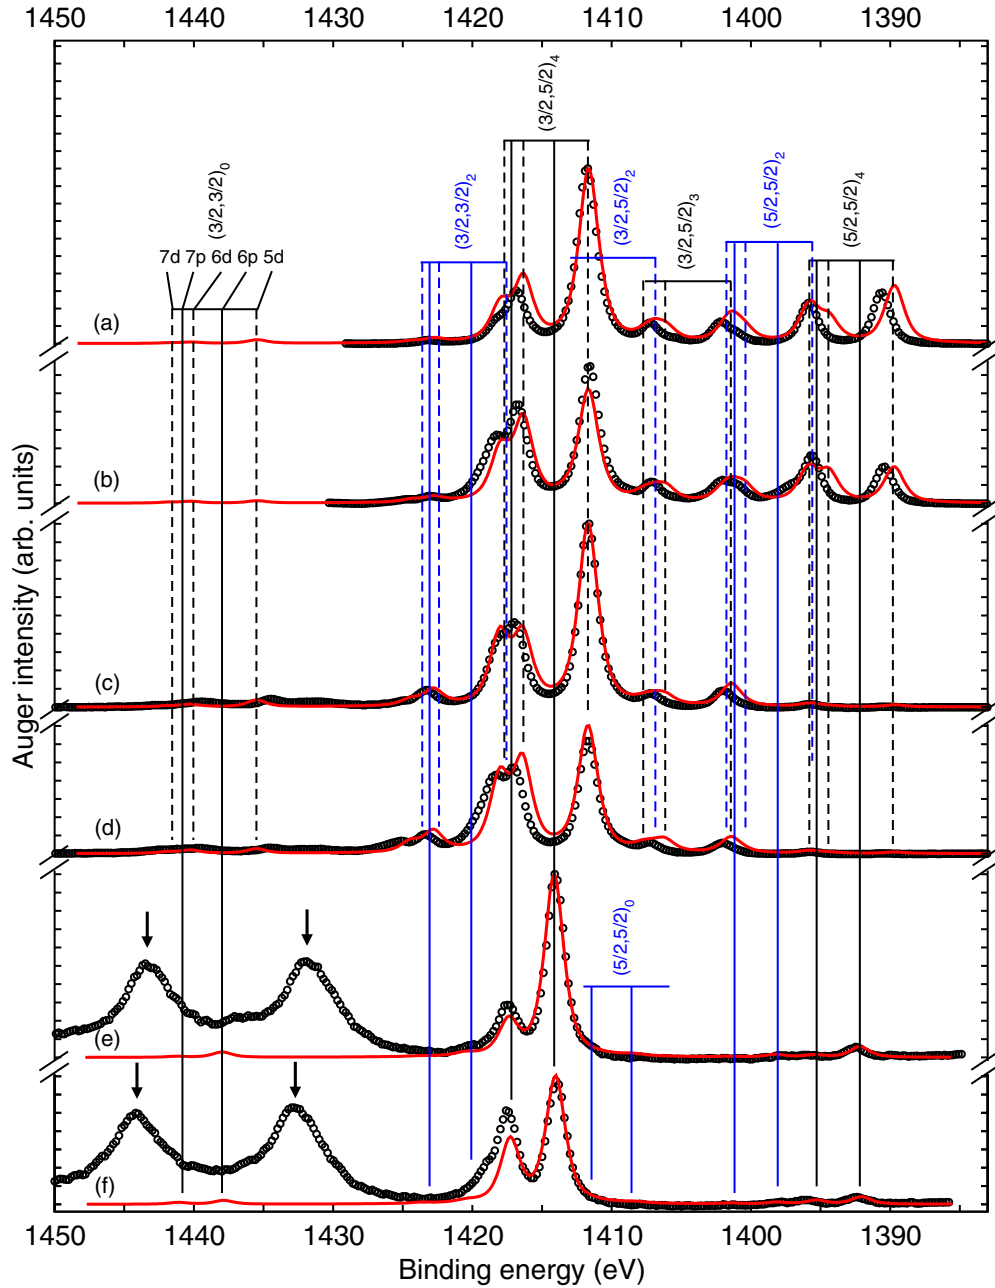 1450 1440 1430 1420 1410 1400 1390
(3/2,5/2)₄
(3/2,3/2)₀
(3/2,3/2)₂
(3/2,5/2)₂
(3/2,5/2)₃
(5/2,5/2)₂
(5/2,5/2)₄
7d 7p 6d 6p 5d
(a)
(b)
(c)
(d)
(5/2,5/2)₀
(e)
(f)
Auger intensity (arb. units)
1450 1440 1430 1420 1410 1400 1390
Binding energy (eV)